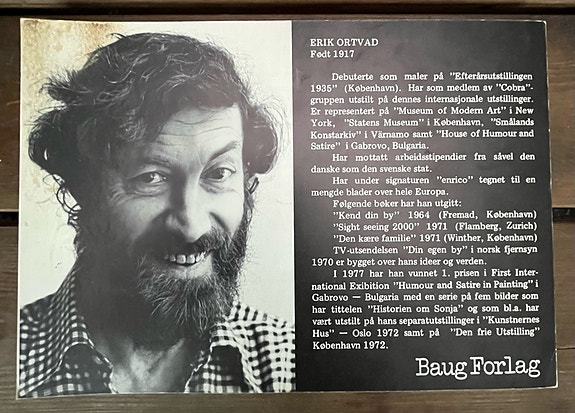 ERIK ORTVAD
Født 1917
Debuterte som maler på "Efterårsutstillingen
1935" (København). Har som medlem av "Cobra"-
gruppen utstilt på dennes internasjonale utstillinger.
Er representert på "Museum of Modern Art" i New
York, "Statens Museum" i København, "Smålands
Konstarkiv" i Värnamo samt "House of Humour and
Satire" i Gabrovo, Bulgaria.
Har mottatt arbeidsstipendier fra såvel den
danske som den svenske stat.
Har under signaturen "enrico" tegnet til en
mengde blader over hele Europa.
Følgende bøker har han utgitt:
"Kend din by" 1964 (Fremad, København)
"Sight seeing 2000" 1971 (Flamberg, Zurich)
"Den kære familie" 1971 (Winther, København)
TV-utsendelsen "Din egen by" i norsk fjernsyn
1970 er bygget over hans ideer og verden.
I 1977 har han vunnet 1. prisen i First Inter-
national Exibition "Humour and Satire in Painting" i
Gabrovo — Bulgaria med en serie på fem bilder som
har tittelen "Historien om Sonja" og som bl.a. har
vært utstilt på hans separatutstillinger i "Kunstnernes
Hus" — Oslo 1972 samt på "Den frie Utstilling"
København 1972.
Baug Forlag